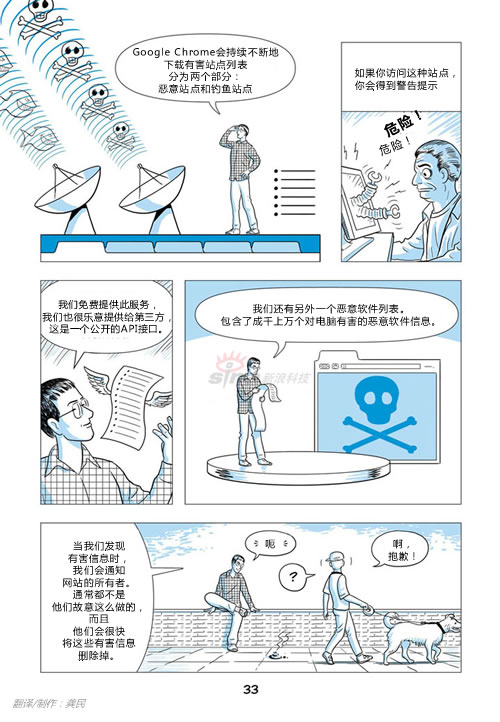 Google Chrome会持续不断地
下载有害站点列表
分为两个部分：
恶意站点和钓鱼站点
如果你访问这种站点，
你会得到警告提示
危险！
危险！
我们免费提供此服务，
我们也很乐意提供给第三方，
这是一个公开的API接口。
我们还有另外一个恶意软件列表。
包含了成千上万个对电脑有害的恶意软件信息。
sina新浪科技
当我们发现
有害信息时，
我们会通知
网站的所有者。
通常都不是
他们故意这么做的，
而且
他们会很快
将这些有害信息
删除掉。
呃
?
啊，
抱歉！
33
翻译/制作：龚民